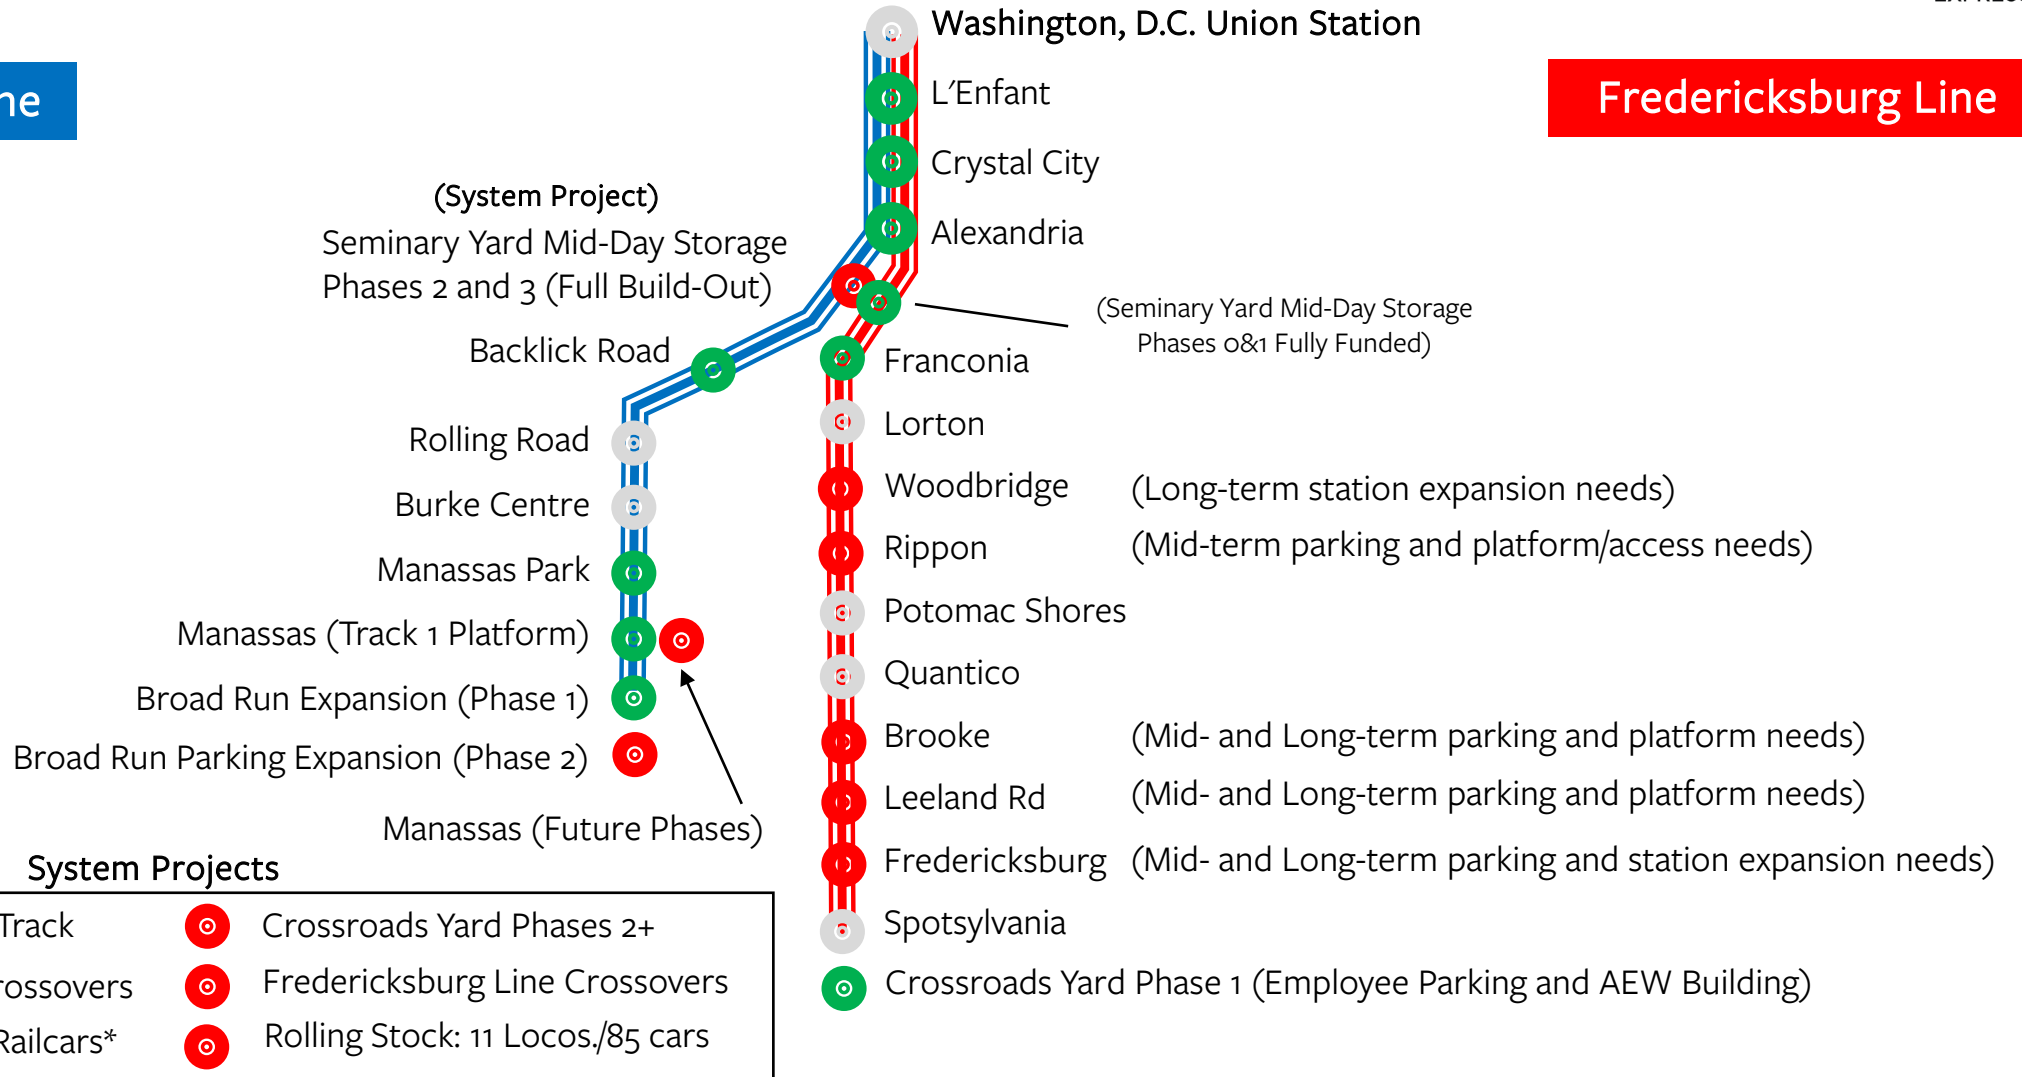 Washington, D.C. Union Station
Fredericksburg Line
L'Enfant
Crystal City
Alexandria
(System Project)
Seminary Yard Mid-Day Storage
Phases 2 and 3 (Full Build-Out)
(Seminary Yard Mid-Day Storage
Phases 0&1 Fully Funded)
Backlick Road
Rolling Road
Burke Centre
Manassas Park
Manassas (Track 1 Platform)
Broad Run Expansion (Phase 1)
Broad Run Parking Expansion (Phase 2)
Manassas (Future Phases)
Franconia
Lorton
Woodbridge (Long-term station expansion needs)
Rippon (Mid-term parking and platform/access needs)
Potomac Shores
Quantico
Brooke (Mid- and Long-term parking and platform needs)
Leeland Rd (Mid- and Long-term parking and platform needs)
Fredericksburg (Mid- and Long-term parking and station expansion needs)
Spotsylvania
Crossroads Yard Phase 1 (Employee Parking and AEW Building)
System Projects
Track
Crossroads Yard Phases 2+
rossovers
Fredericksburg Line Crossovers
Railcars*
Rolling Stock: 11 Locos./85 cars